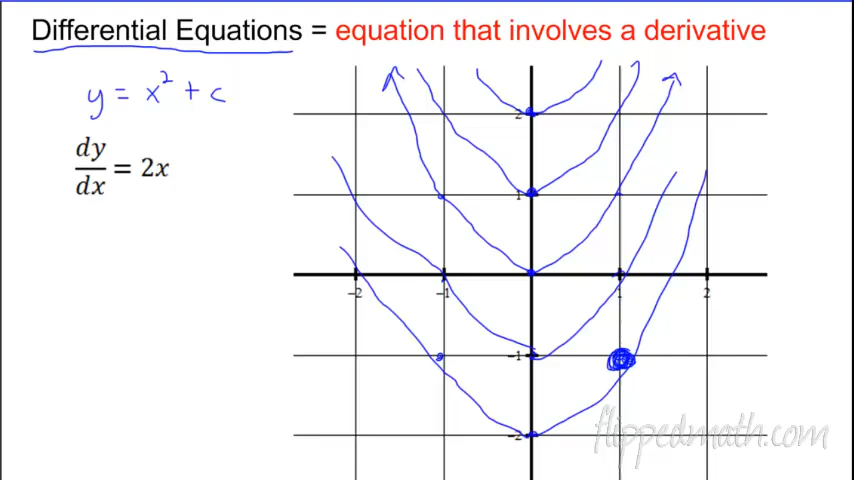 Differential Equations = equation that involves a derivative
y = x² + c
dy/dx = 2x
2
1
-2 -1 1 2
-1
-2
flippedmath.com